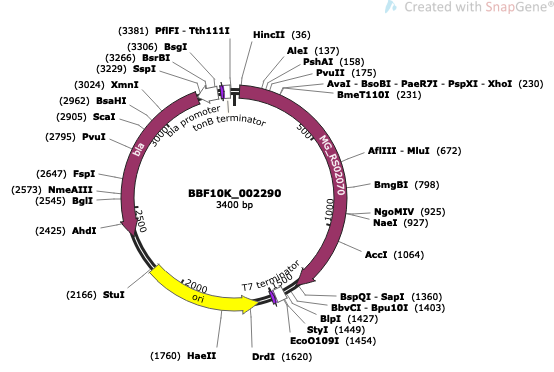 Created with SnapGene®
(3381) PflFI - Tth111I
HincII (36)
(3306) BsgI
AleI (137)
(3266) BsrBI
PshAI (158)
(3229) SspI
PvuII (175)
(3024) XmnI
AvaI - BsoBI - PaeR7I - PspXI - XhoI (230)
BmeT110I (231)
(2962) BsaHI
(2905) ScaI
bla promoter
tonB terminator
(2795) PvuI
3000
500
bla
MG_RS02070
AflIII - MluI (672)
(2647) FspI
BmgBI (798)
(2573) NmeAIII
(2545) BglI
BBF10K_002290
3400 bp
NgoMIV (925)
NaeI (927)
(2425) AhdI
2500
1000
AccI (1064)
T7 terminator
1500
(2166) StuI
2000
ori
BspQI - SapI (1360)
BbvCI - Bpu10I (1403)
BlpI (1427)
StyI (1449)
EcoO109I (1454)
(1760) HaeII
DrdI (1620)